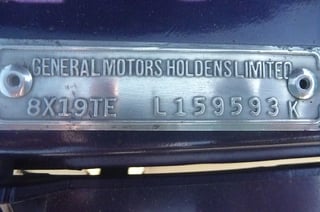 GENERAL MOTORS HOLDENS LIMITED
8X19TE L159593K